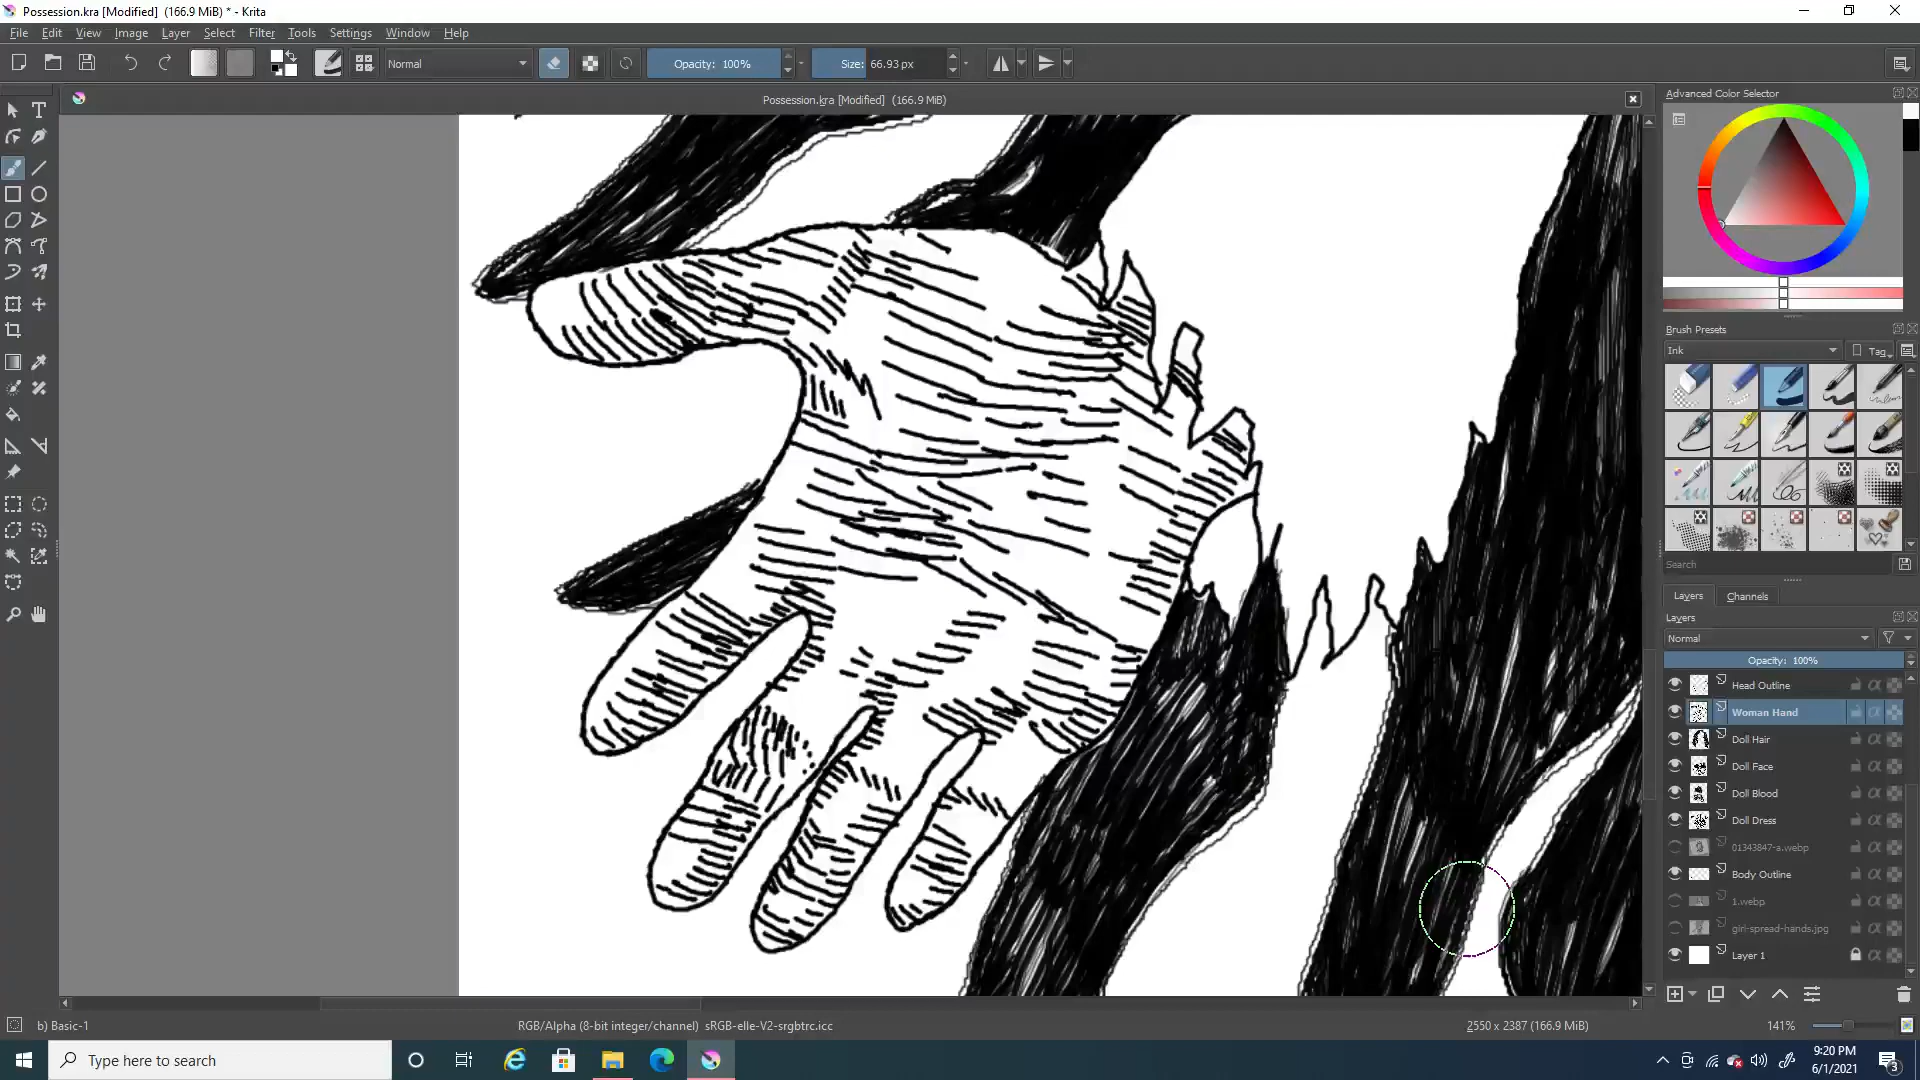 Possession.kra [Modified] (166.9 MiB) * - Krita
File Edit View Image Layer Select Filter Tools Settings Window Help
Normal Opacity: 100% Size: 66.93 px
Possession.kra [Modified] (166.9 MiB)
Advanced Color Selector
Brush Presets
Ink Tag
Search
Layers Channels
Layers
Normal
Opacity: 100%
Head Outline
Woman Hand
Doll Hair
Doll Face
Doll Blood
Doll Dress
01343847-a.webp
Body Outline
1.webp
girl-spread-hands.jpg
Layer 1
b) Basic-1 RGB/Alpha (8-bit integer/channel) sRGB-elle-V2-srgbtrc.icc 2550 x 2387 (166.9 MiB) 141%
Type here to search
9:20 PM
6/1/2021
3